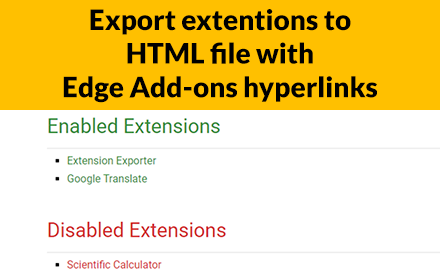 Export extentions to
HTML file with
Edge Add-ons hyperlinks
Enabled Extensions
Extension Exporter
Google Translate
Disabled Extensions
Scientific Calculator